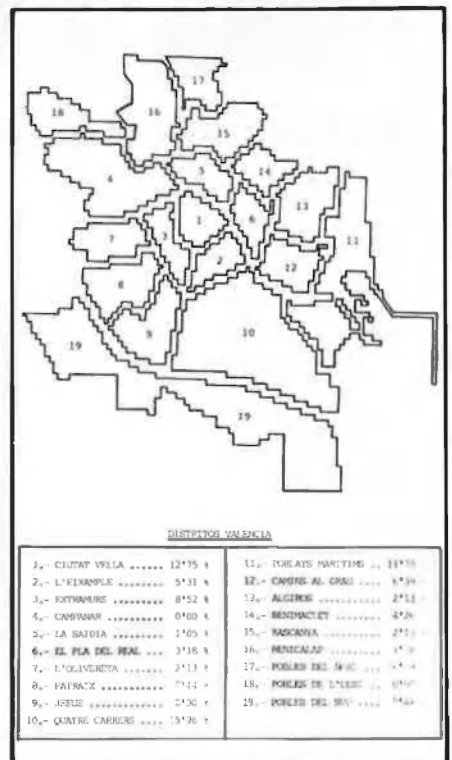 17
18
16
15
4
5
14
1
6
13
11
3
7
2
12
8
9
10
19
19
DISTRITOS VALENCIA
1,- CIUTAT VELLA ...... 12'75 %
2,- L'EIXAMPLE ........ 5'31 %
3,- EXTRAMURS ......... 8'52 %
4,- CAMPANAR .......... 0'00 %
5,- LA SAIDIA ......... 1'05 %
6,- EL PLA DEL REAL ... 3'18 %
7,- L'OLIVERETA ....... 2'13 %
8,- PATRAIX ...........
9,- JESUS .............
10,- QUATRE CARRERS .... 15'96 %
11,- POBLATS MARITIMS ..
12,- CAMINS AL GRAU ....
13,- ALGIROS ...........
14,- BENIMACLET ........
15,- RASCANYA ..........
16,- BENICALAP .........
17,- POBLES DEL
18,- POBLES DE L'OEST
19,- POBLES DEL